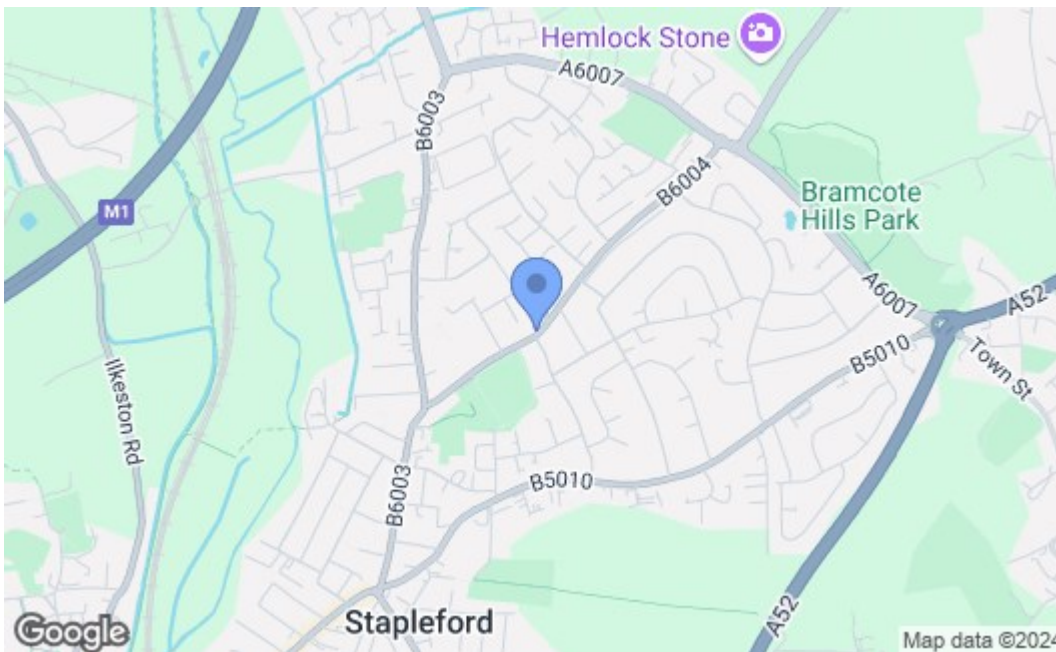 Hemlock Stone
A6007
B6003
B6004
M1
Bramcote
Hills Park
A6007
A52
B5010
Town St
Ilkeston Rd
B6003
B5010
A52
Stapleford
Google
Map data ©2024